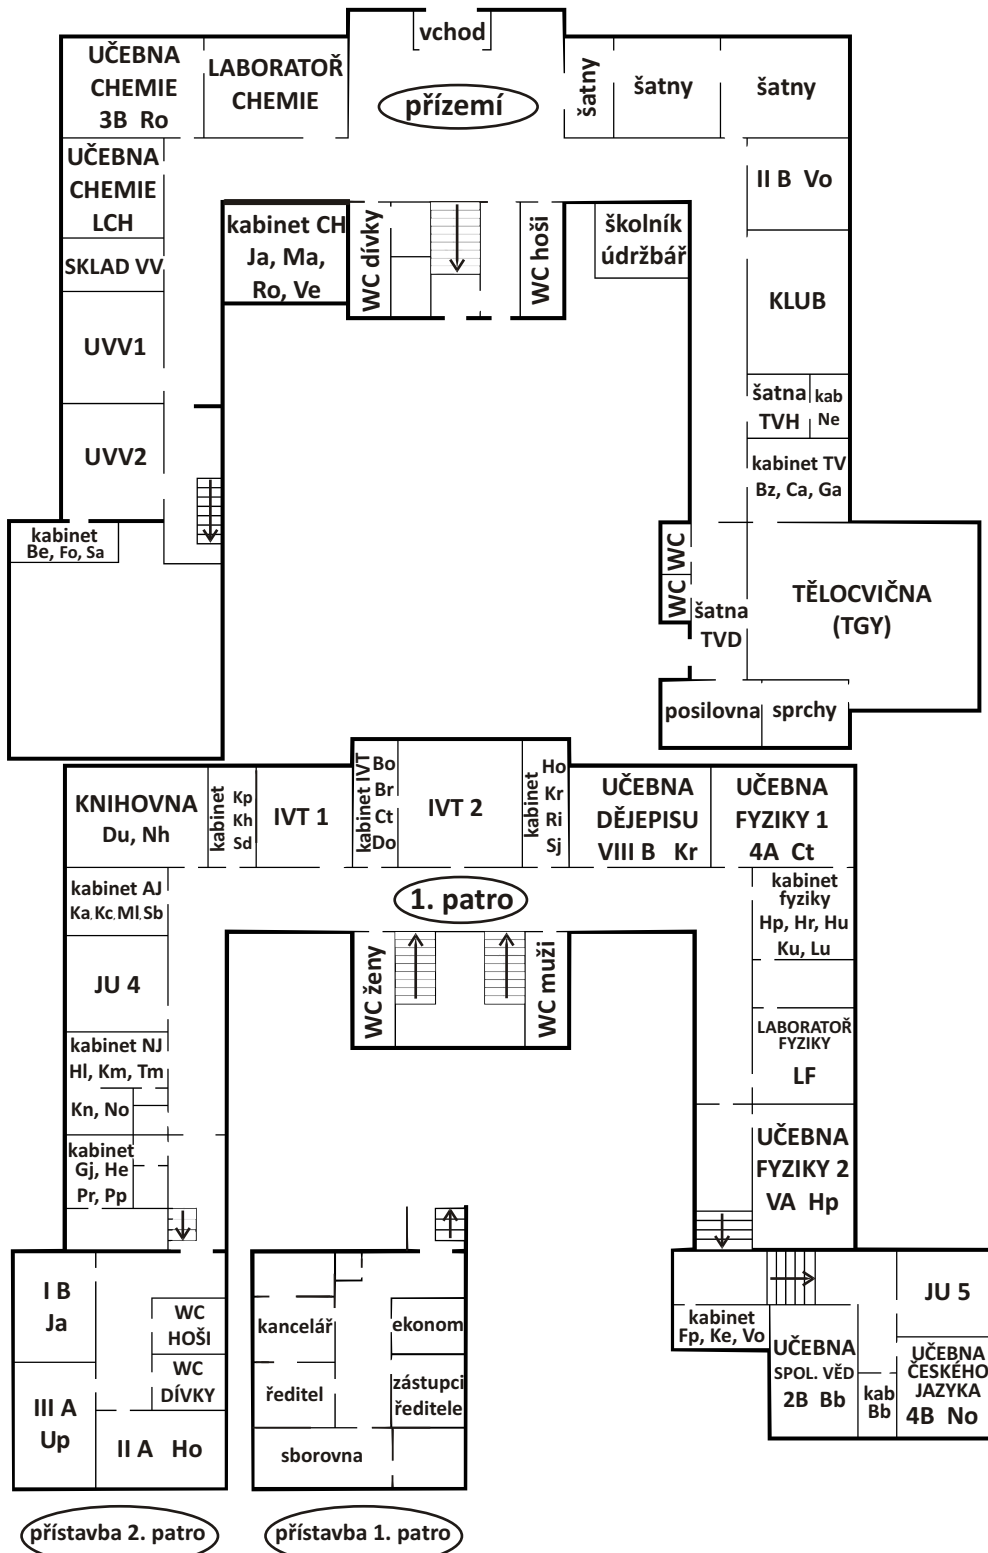 vchod
UČEBNA
CHEMIE
3B Ro
LABORATOŘ
CHEMIE
přízemí
šatny
šatny
šatny
UČEBNA
CHEMIE
LCH
II B Vo
kabinet CH
Ja, Ma,
Ro, Ve
WC dívky
WC hoši
školník
údržbář
SKLAD VV
KLUB
UVV1
šatna
TVH
kab
Ne
UVV2
kabinet TV
Bz, Ca, Ga
kabinet
Be, Fo, Sa
WC
WC
šatna
TVD
TĚLOCVIČNA
(TGY)
posilovna
sprchy
KNIHOVNA
Du, Nh
kabinet
Kp
Kh
Sd
IVT 1
kabinet IVT
Bo
Br
Ct
Do
IVT 2
kabinet
Ho
Kr
Ri
Sj
UČEBNA
DĚJEPISU
VIII B Kr
UČEBNA
FYZIKY 1
4A Ct
kabinet AJ
Ka, Kc, Ml, Sb
1. patro
kabinet
fyziky
Hp, Hr, Hu
Ku, Lu
JU 4
WC ženy
WC muži
kabinet NJ
Hl, Km, Tm
Kn, No
LABORATOŘ
FYZIKY
LF
kabinet
Gj, He
Pr, Pp
UČEBNA
FYZIKY 2
VA Hp
I B
Ja
WC
HOŠI
WC
DÍVKY
III A
Up
II A Ho
kancelář
ekonom
ředitel
zástupci
ředitele
sborovna
kabinet
Fp, Ke, Vo
JU 5
UČEBNA
SPOL. VĚD
2B Bb
kab
Bb
UČEBNA
ČESKÉHO
JAZYKA
4B No
přístavba 2. patro
přístavba 1. patro